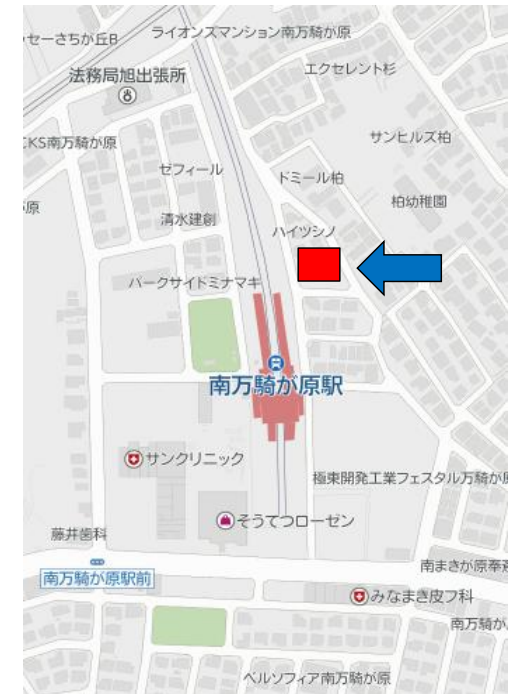 セーさちが丘B
ライオンズマンション南万騎が原
法務局旭出張所
エクセレント杉
CKS南万騎が原
サンヒルズ柏
ゼフィール
ドミール柏
原
柏幼稚園
清水建創
ハイツシノ
パークサイドミナマキ
南万騎が原駅
サンクリニック
極東開発工業フェスタル万騎が
そうてつローゼン
藤井歯科
南まきが原奉
南万騎が原駅前
みなまき皮フ科
南万騎が
ベルソフィア南万騎が原